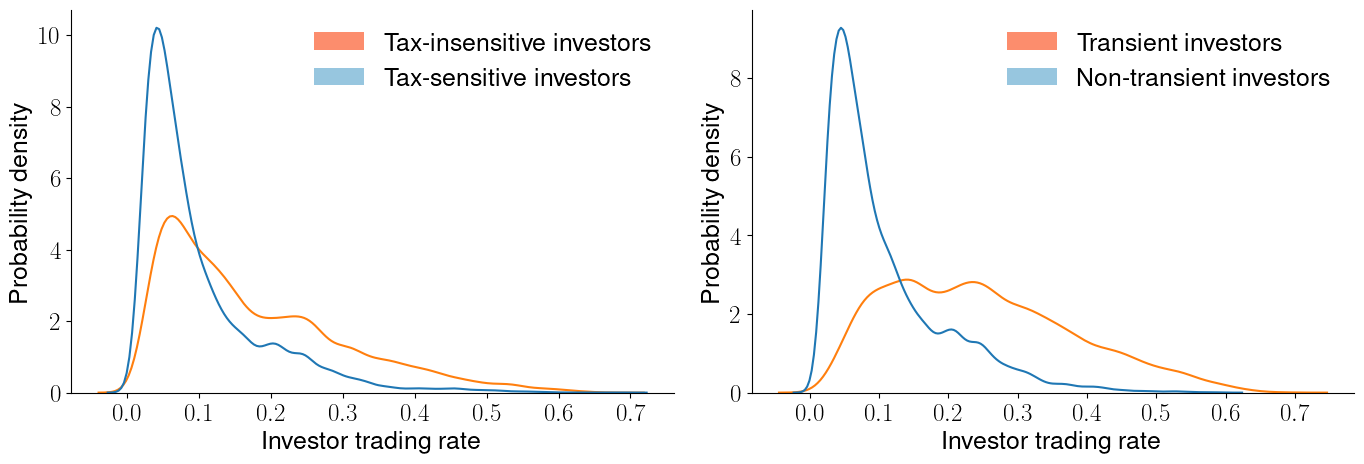 Tax-insensitive investors
Tax-sensitive investors
Probability density
10
8
6
4
2
0
0.0 0.1 0.2 0.3 0.4 0.5 0.6 0.7
Investor trading rate
Transient investors
Non-transient investors
Probability density
8
6
4
2
0
0.0 0.1 0.2 0.3 0.4 0.5 0.6 0.7
Investor trading rate